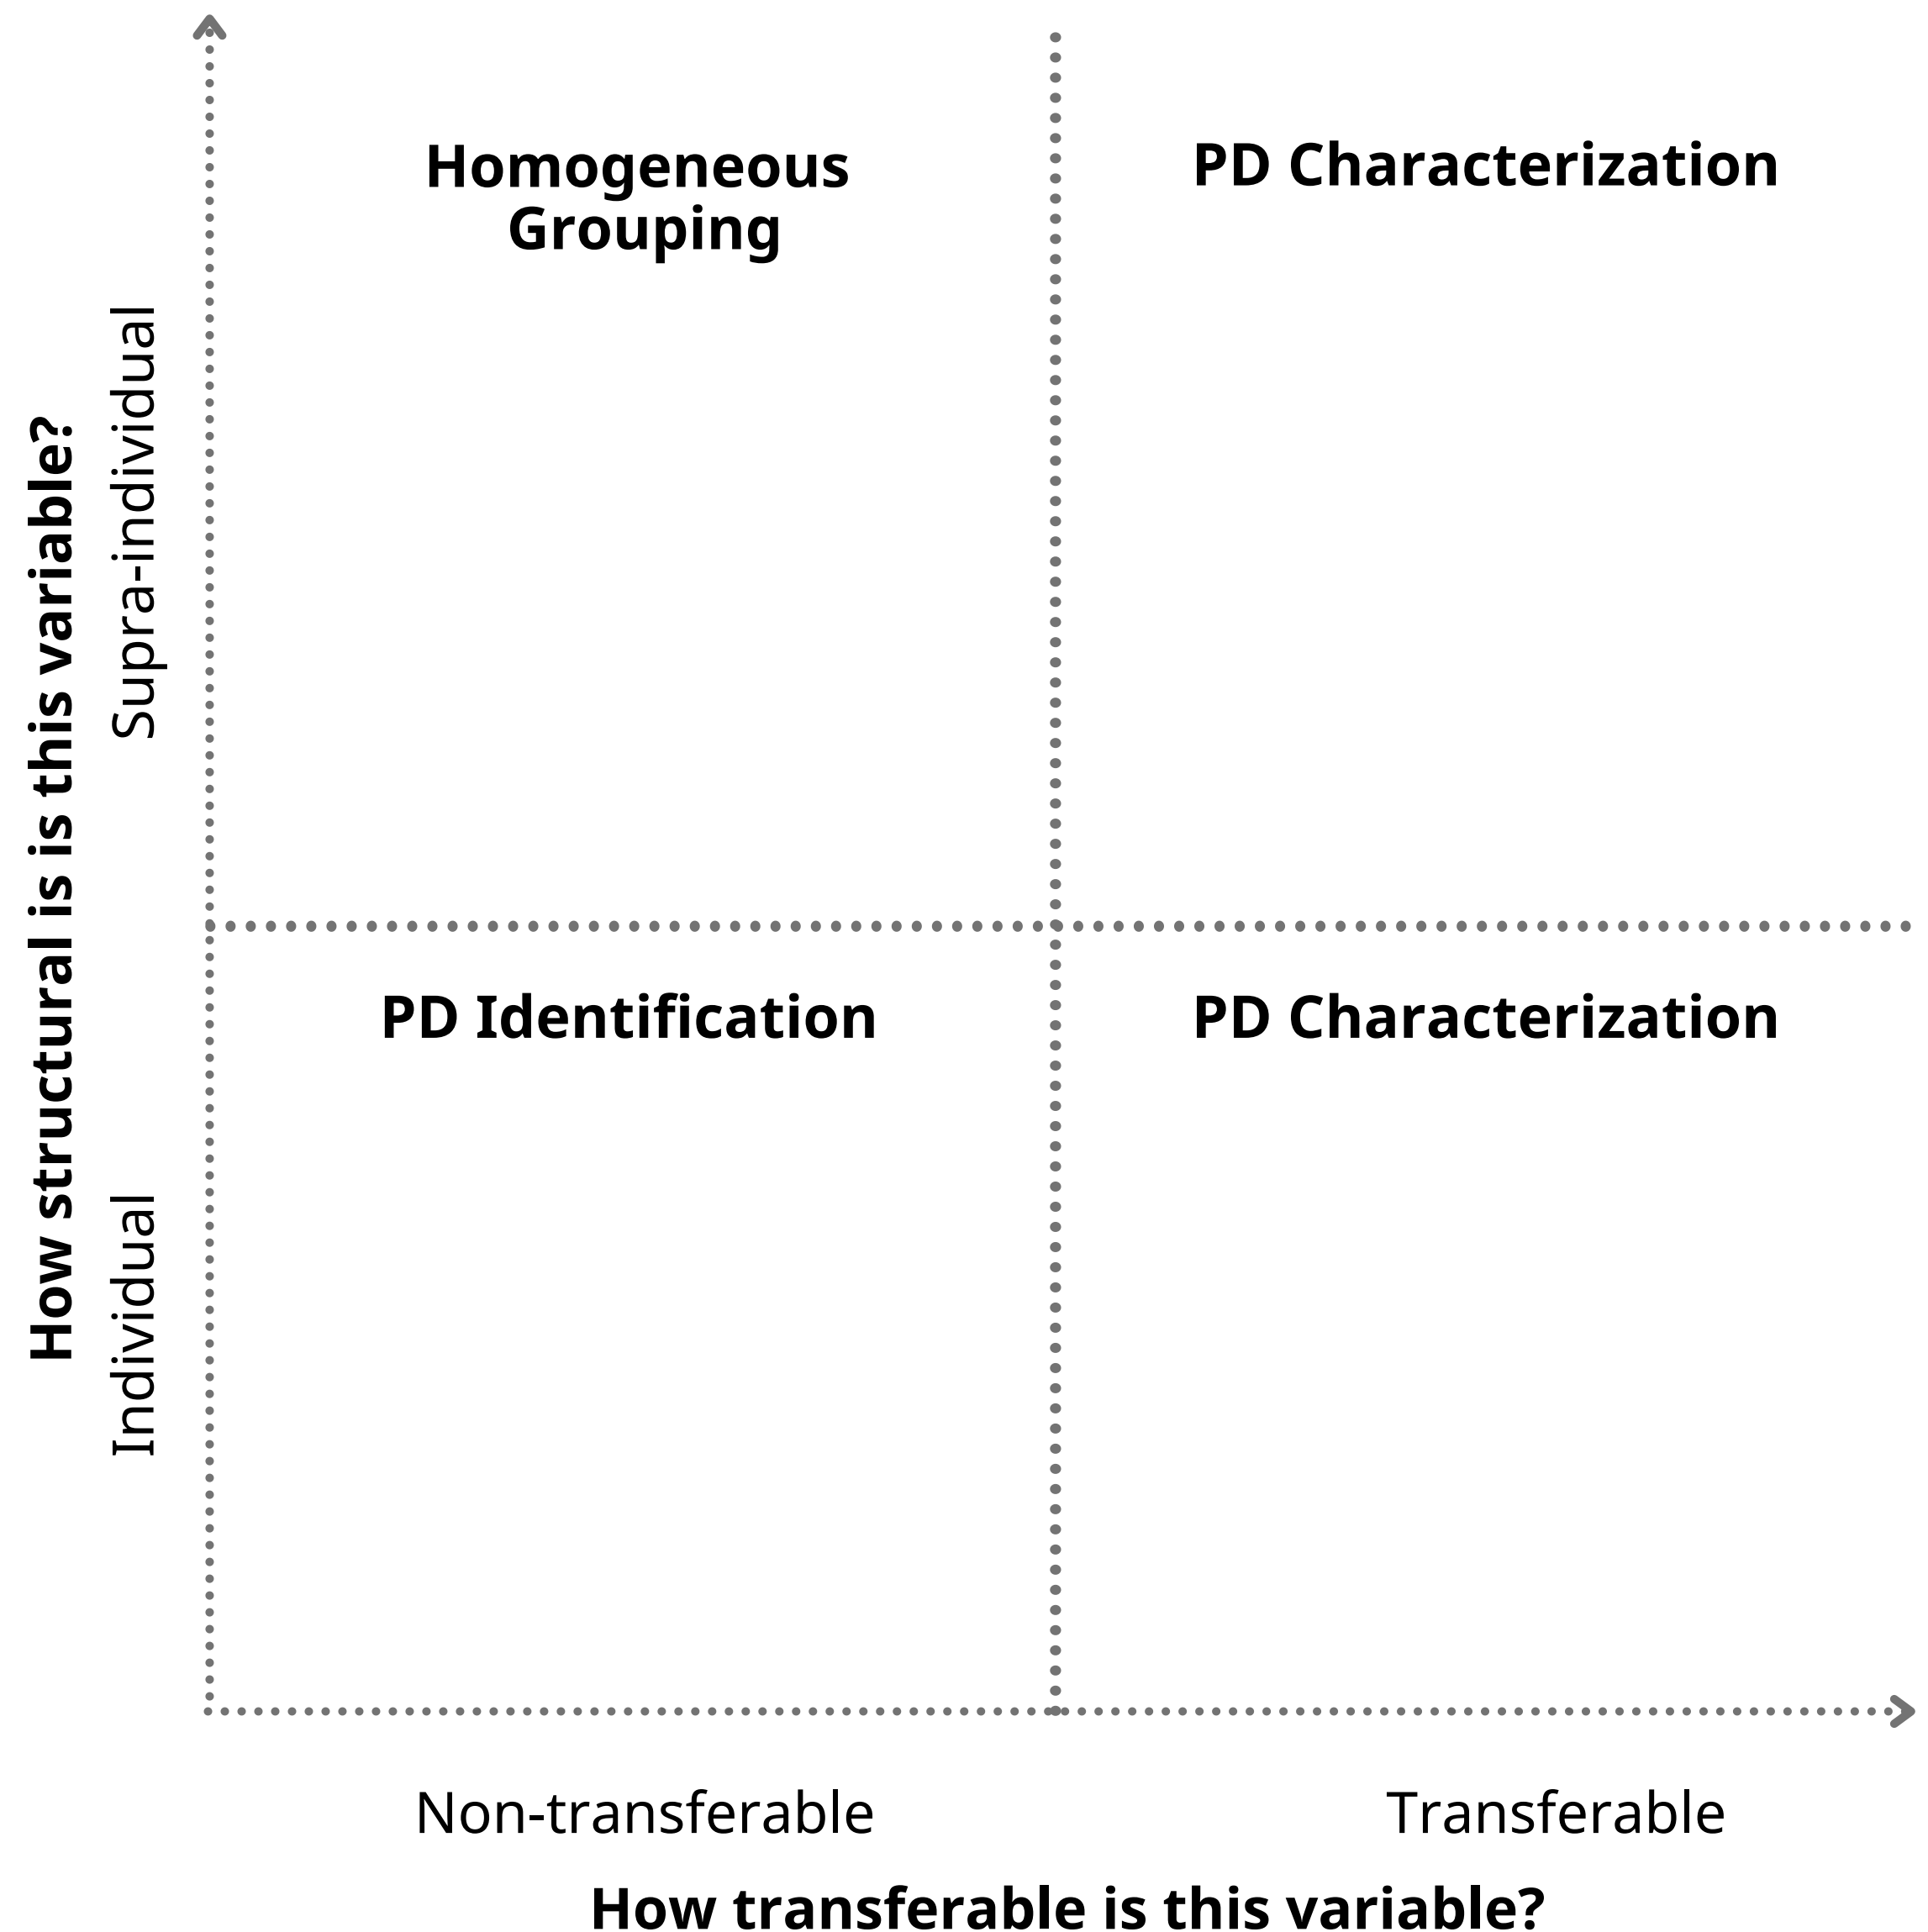 How structural is is this variable?
Supra-individual
Individual
Homogeneous
Grouping
PD Characterization
PD Identification
PD Characterization
Non-transferable
Transferable
How transferable is this variable?